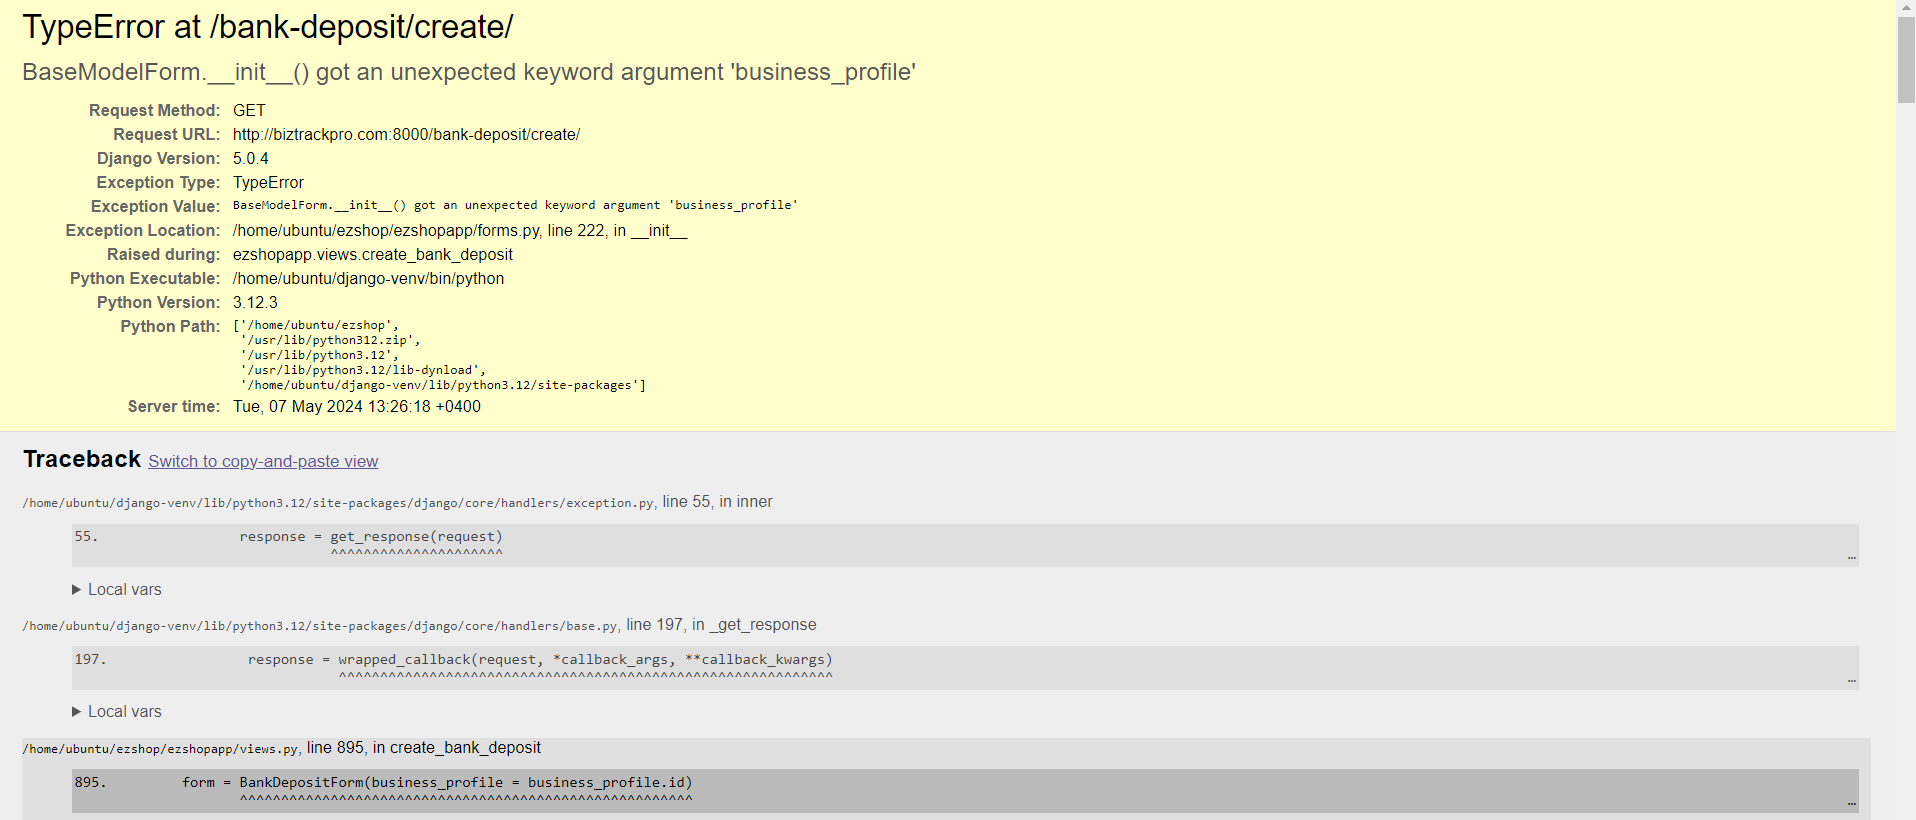 TypeError at /bank-deposit/create/
BaseModelForm.__init__() got an unexpected keyword argument 'business_profile'
Request Method: GET
Request URL: http://biztrackpro.com:8000/bank-deposit/create/
Django Version: 5.0.4
Exception Type: TypeError
Exception Value: BaseModelForm.__init__() got an unexpected keyword argument 'business_profile'
Exception Location: /home/ubuntu/ezshop/ezshopapp/forms.py, line 222, in __init__
Raised during: ezshopapp.views.create_bank_deposit
Python Executable: /home/ubuntu/django-venv/bin/python
Python Version: 3.12.3
Python Path: ['/home/ubuntu/ezshop',
'/usr/lib/python312.zip',
'/usr/lib/python3.12',
'/usr/lib/python3.12/lib-dynload',
'/home/ubuntu/django-venv/lib/python3.12/site-packages']
Server time: Tue, 07 May 2024 13:26:18 +0400
Traceback Switch to copy-and-paste view
/home/ubuntu/django-venv/lib/python3.12/site-packages/django/core/handlers/exception.py, line 55, in inner
55. response = get_response(request)
^^^^^^^^^^^^^^^^^^^^^ …
▶ Local vars
/home/ubuntu/django-venv/lib/python3.12/site-packages/django/core/handlers/base.py, line 197, in _get_response
197. response = wrapped_callback(request, *callback_args, **callback_kwargs)
^^^^^^^^^^^^^^^^^^^^^^^^^^^^^^^^^^^^^^^^^^^^^^^^^^^^^^^^^^^^ …
▶ Local vars
/home/ubuntu/ezshop/ezshopapp/views.py, line 895, in create_bank_deposit
895. form = BankDepositForm(business_profile = business_profile.id)
^^^^^^^^^^^^^^^^^^^^^^^^^^^^^^^^^^^^^^^^^^^^^^^^^^^^^^^ …